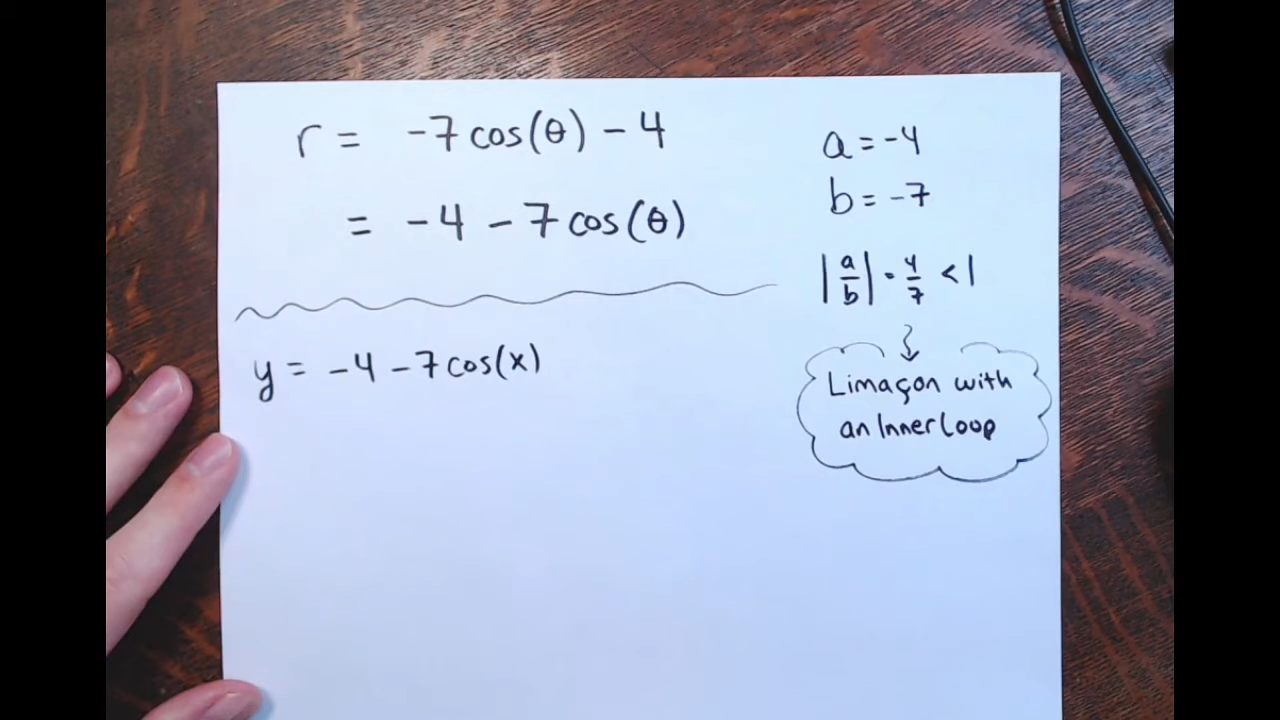 r = -7 cos(θ) - 4
= -4 - 7 cos(θ)
y = -4 - 7 cos(x)
a = -4
b = -7
|a/b| = 4/7 < 1
Limaçon with
an Inner Loop